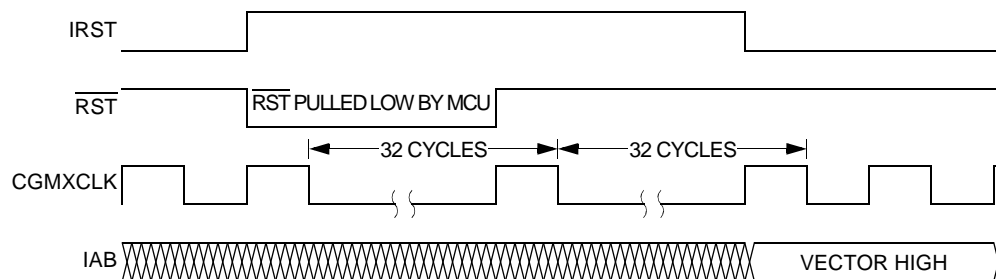 IRST
RST
RST PULLED LOW BY MCU
32 CYCLES
32 CYCLES
CGMXCLK
IAB
VECTOR HIGH